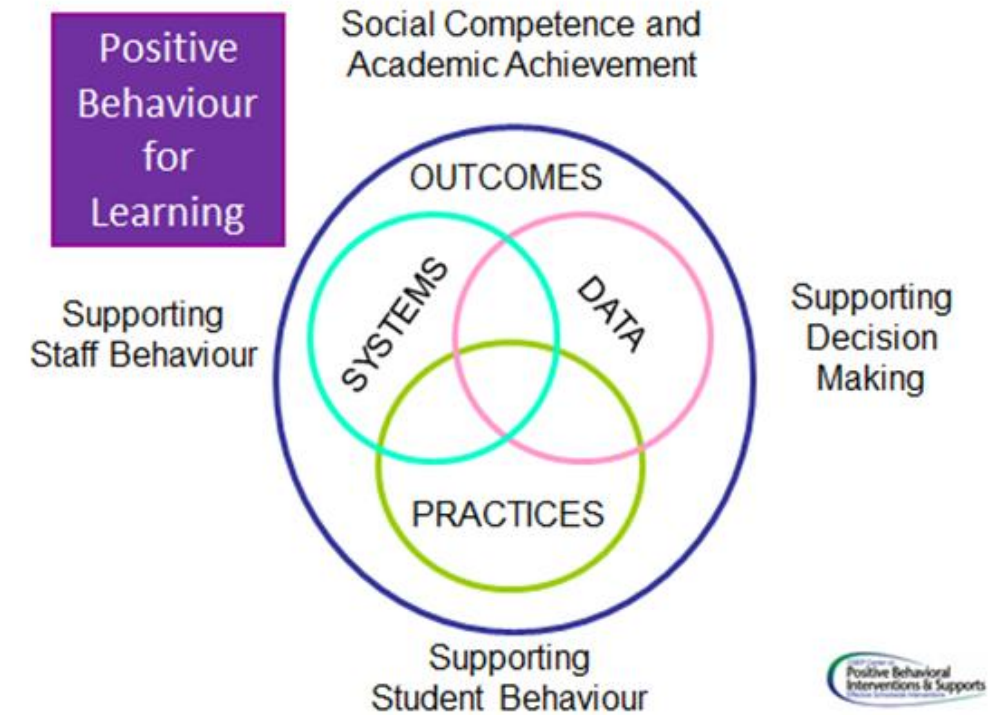 Positive
Behaviour
for
Learning
Social Competence and
Academic Achievement
OUTCOMES
SYSTEMS
DATA
PRACTICES
Supporting
Staff Behaviour
Supporting
Decision
Making
Supporting
Student Behaviour
Positive Behavioral
Interventions & Supports